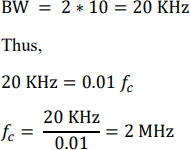 BW = 2 * 10 = 20 KHz
Thus,
20 KHz = 0.01 f_c
f_c = 20 KHz / 0.01 = 2 MHz